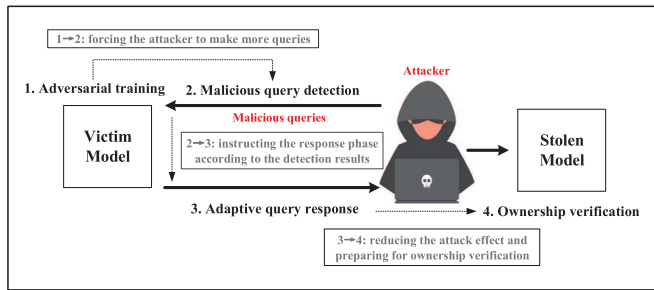 1→2: forcing the attacker to make more queries
Attacker
1. Adversarial training
2. Malicious query detection
Malicious queries
Victim
Model
2→3: instructing the response phase
according to the detection results
Stolen
Model
3. Adaptive query response
4. Ownership verification
3→4: reducing the attack effect and
preparing for ownership verification